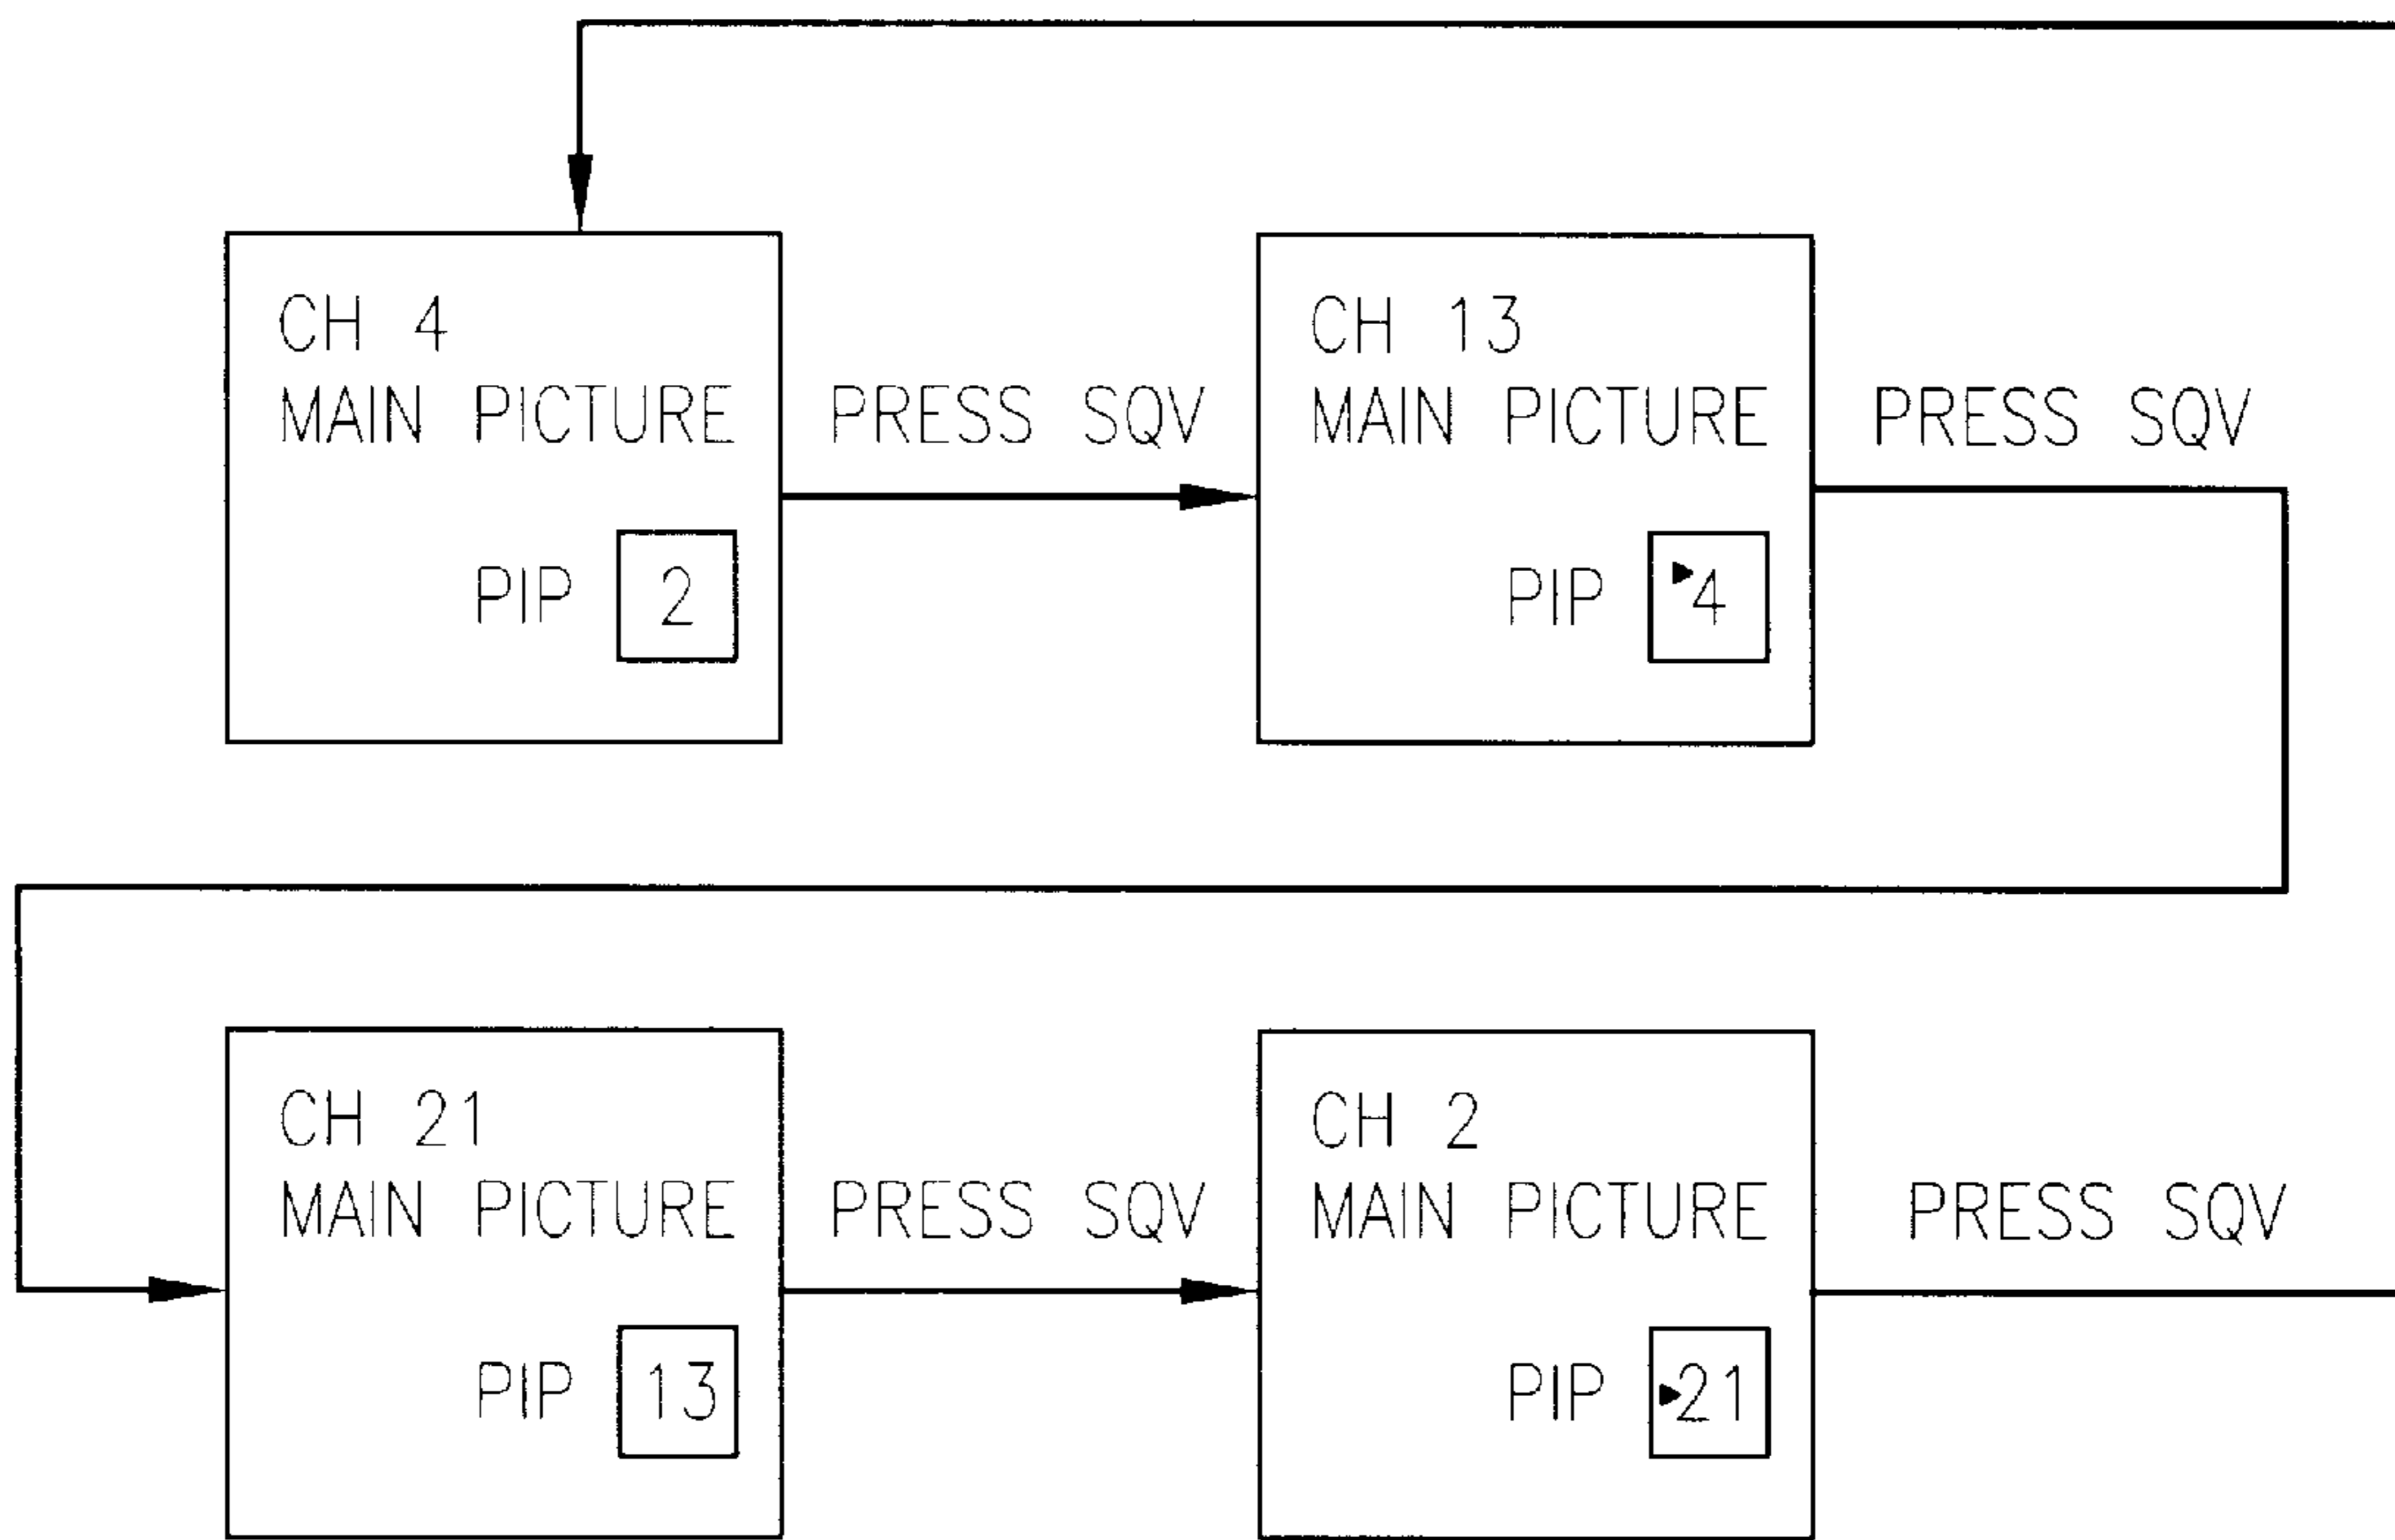 CH 4
MAIN PICTURE
PIP 2
PRESS SQV
CH 13
MAIN PICTURE
PIP 4
PRESS SQV
CH 21
MAIN PICTURE
PIP 13
PRESS SQV
CH 2
MAIN PICTURE
PIP 21
PRESS SQV